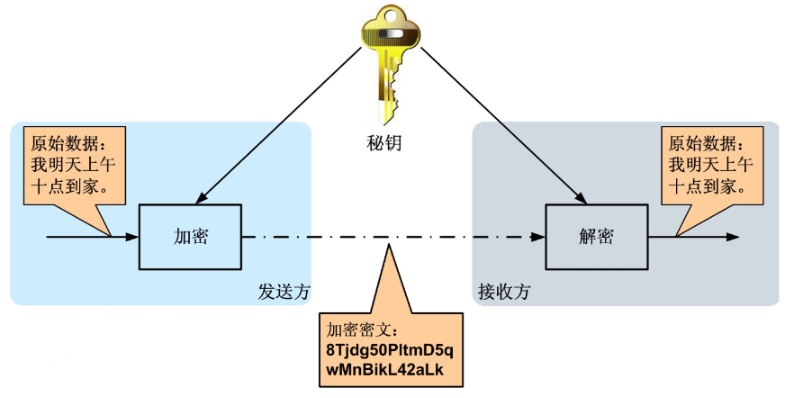 秘钥
原始数据：
我明天上午
十点到家。
原始数据：
我明天上午
十点到家。
加密
解密
发送方
接收方
加密密文：
8Tjdg50PltmD5q
wMnBikL42aLk